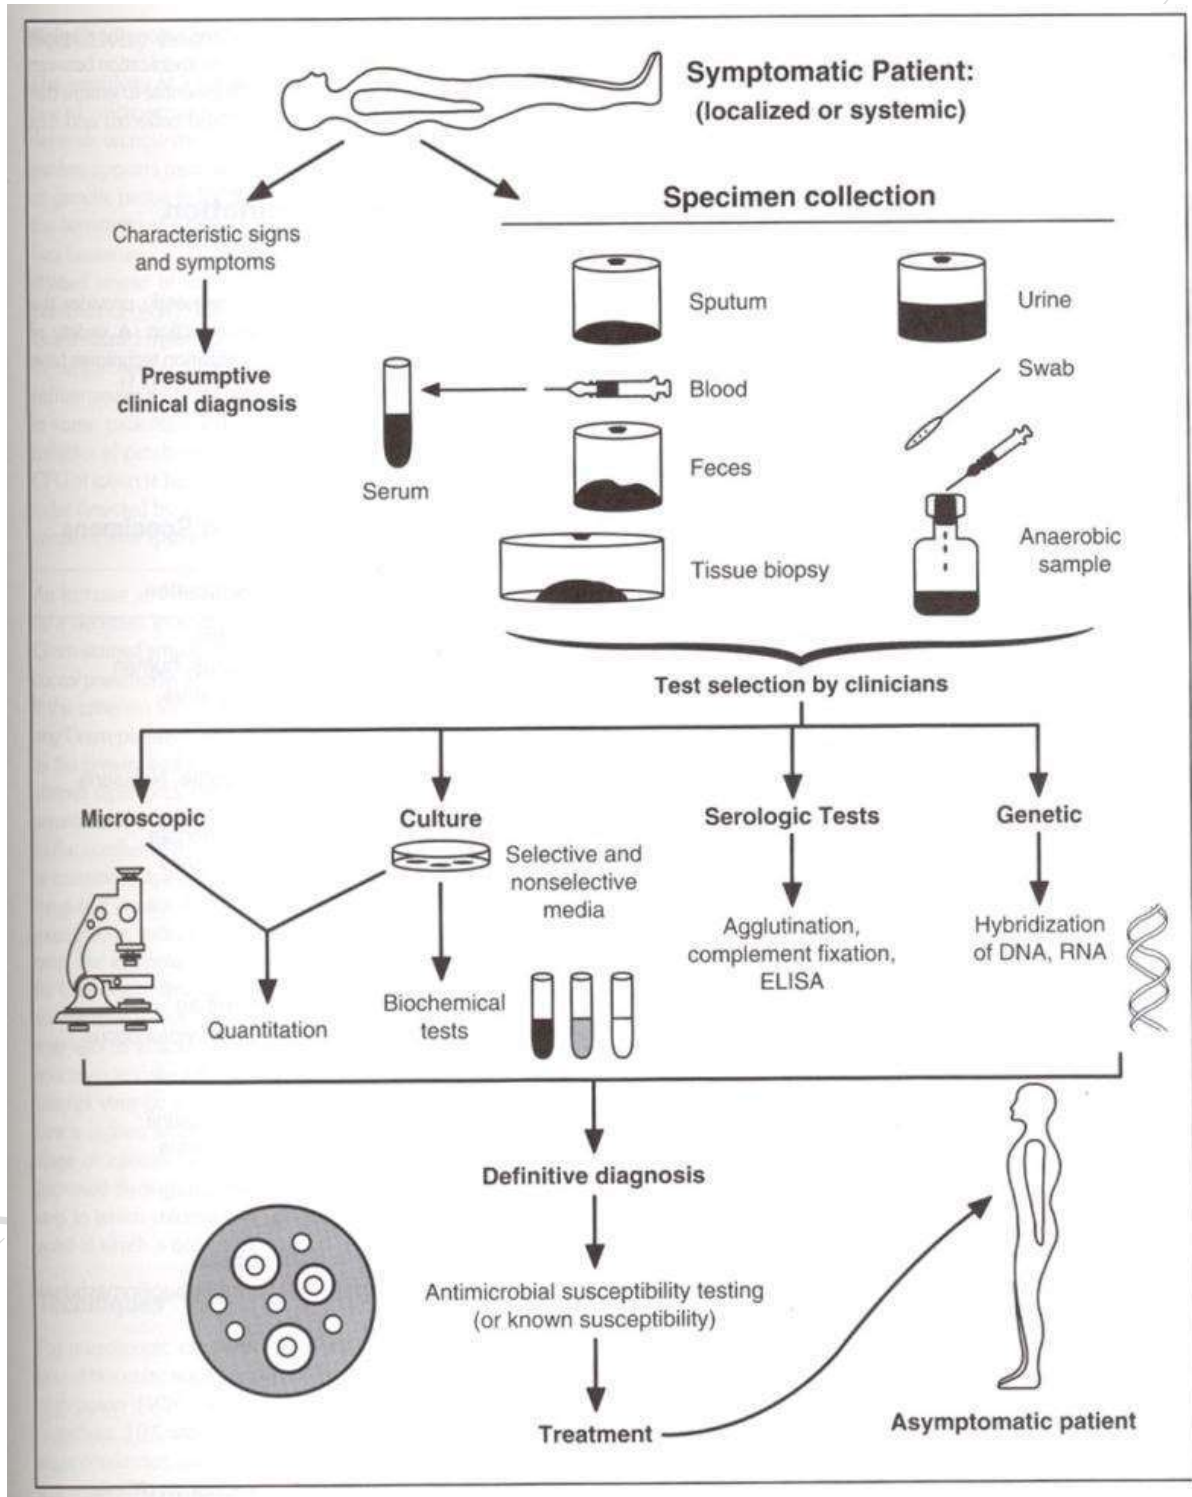 Symptomatic Patient:
(localized or systemic)
Specimen collection
Characteristic signs
and symptoms
Presumptive
clinical diagnosis
Sputum
Urine
Blood
Swab
Serum
Feces
Tissue biopsy
Anaerobic
sample
Test selection by clinicians
Microscopic
Culture
Serologic Tests
Genetic
Selective and
nonselective
media
Agglutination,
complement fixation,
ELISA
Hybridization
of DNA, RNA
Quantitation
Biochemical
tests
Definitive diagnosis
Antimicrobial susceptibility testing
(or known susceptibility)
Treatment
Asymptomatic patient